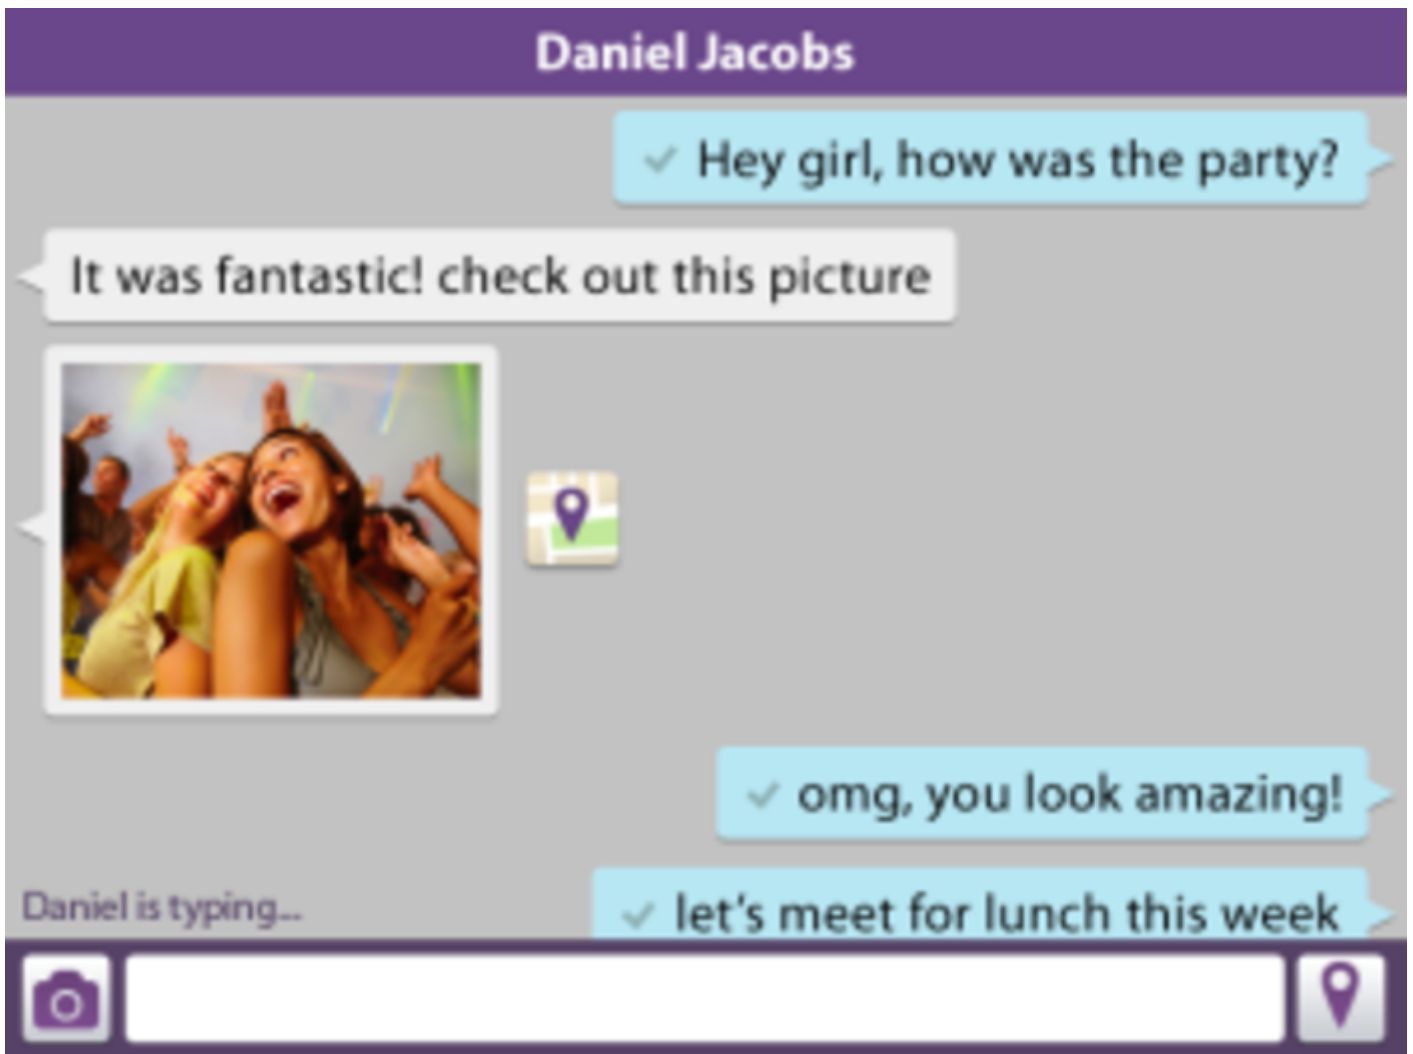 Daniel Jacobs
Hey girl, how was the party?
It was fantastic! check out this picture
omg, you look amazing!
let's meet for lunch this week
Daniel is typing...